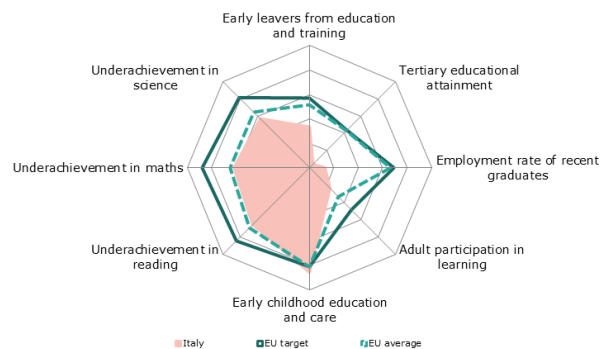 Early leavers from education
and training
Underachievement in
science
Tertiary educational
attainment
Underachievement in maths
Employment rate of recent
graduates
Underachievement in
reading
Adult participation in
learning
Early childhood education
and care
Italy
EU target
EU average